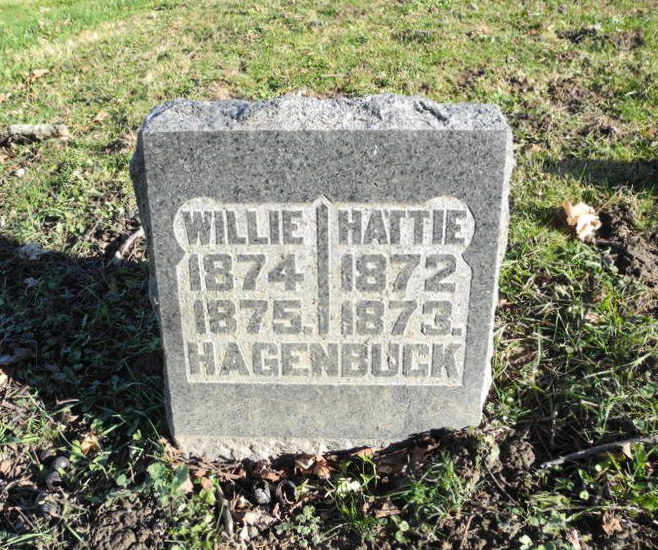 WILLIE HATTIE
1874 1872
1875. 1873.
HAGENBUCK